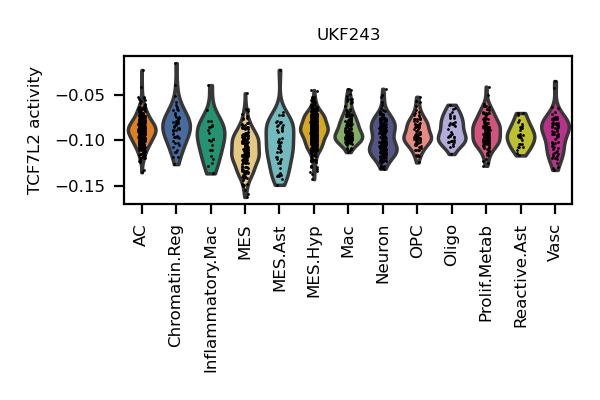 UKF243
TCF7L2 activity
−0.05
−0.10
−0.15
AC
Chromatin.Reg
Inflammatory.Mac
MES
MES.Ast
MES.Hyp
Mac
Neuron
OPC
Oligo
Prolif.Metab
Reactive.Ast
Vasc